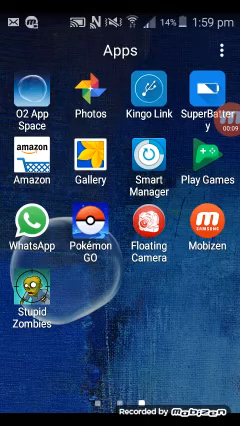 14% 1:59 pm
Apps
O2 App Space Photos Kingo Link SuperBattery
00:09
amazon
Amazon Gallery Smart Manager Play Games
SAMSUNG
WhatsApp Pokémon GO Floating Camera Mobizen
Stupid Zombies
Recorded by mobizen